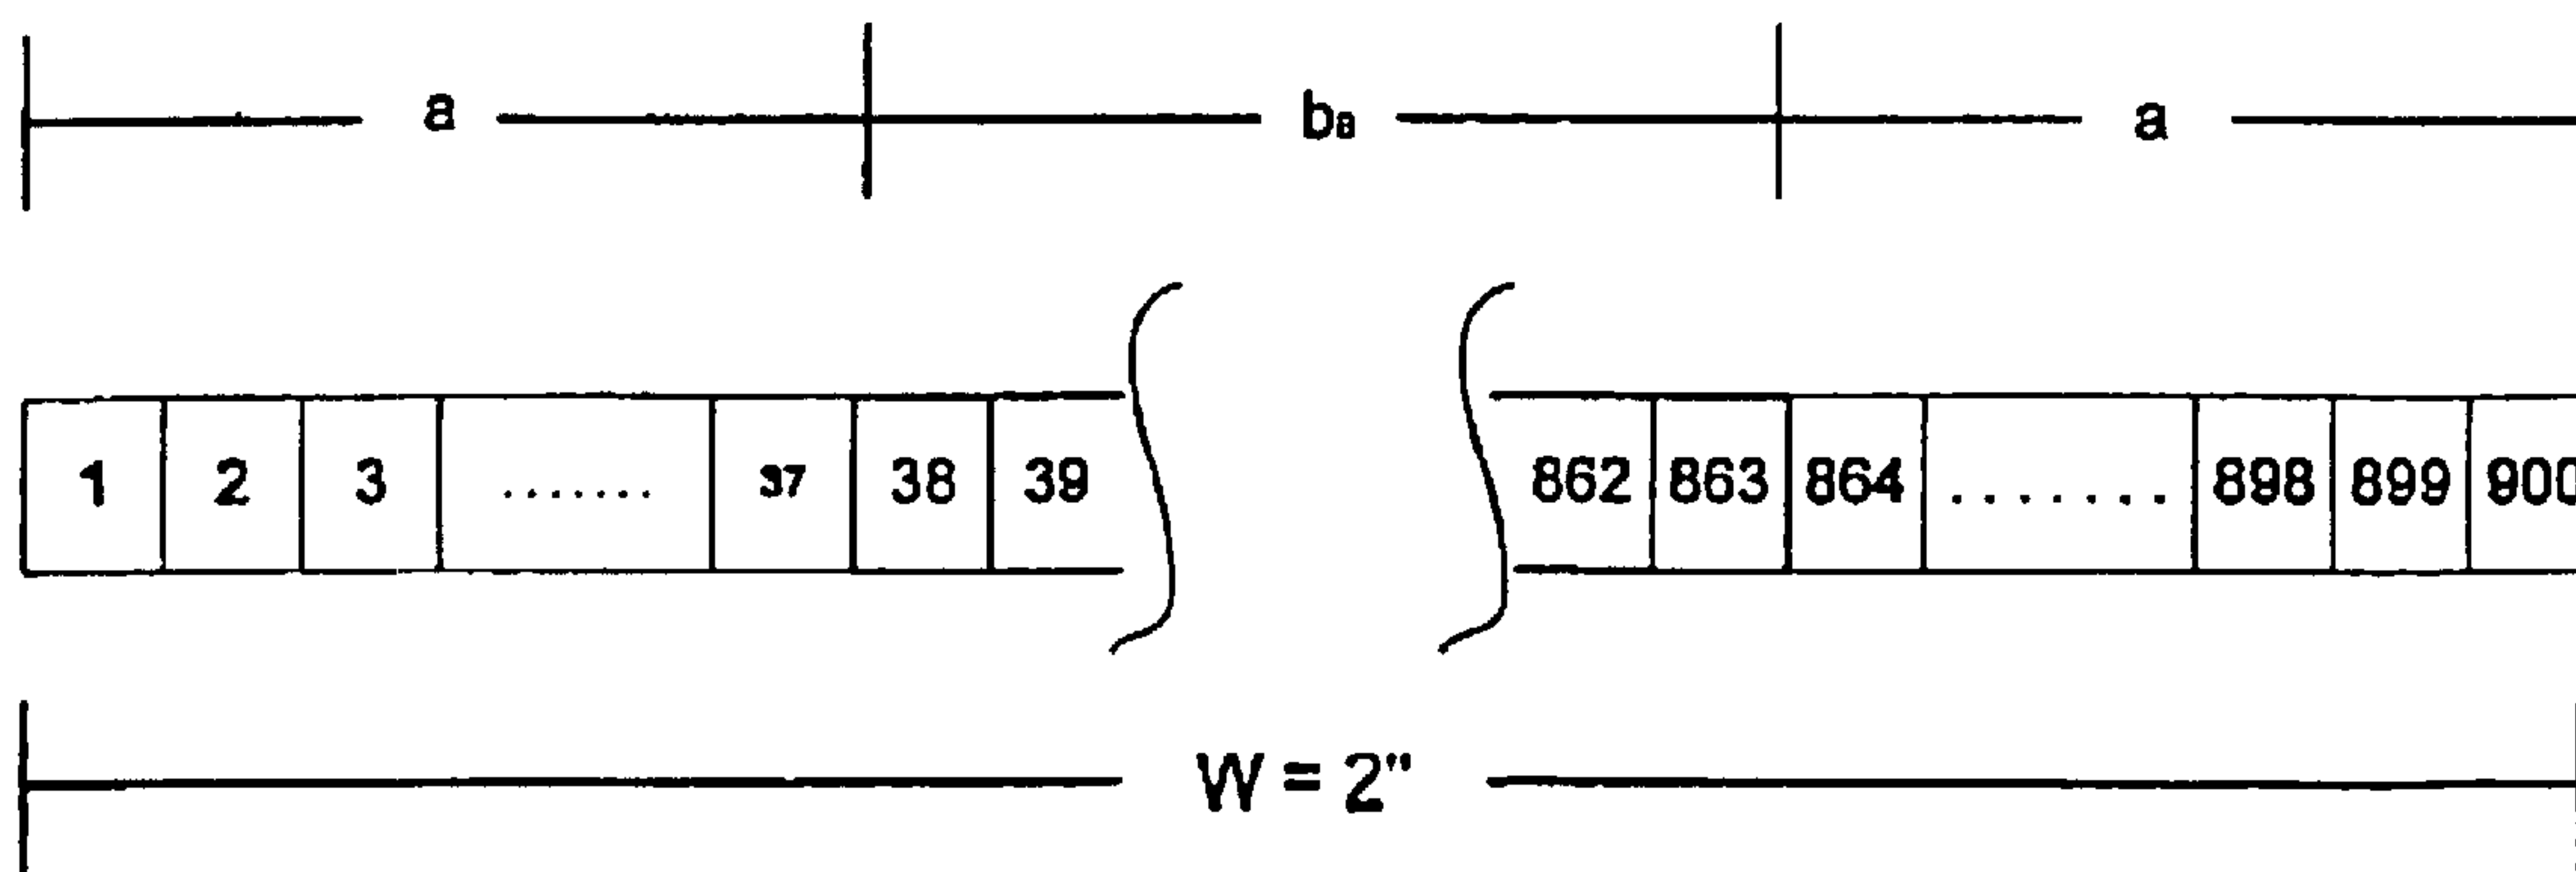 a b8 a
1 2 3 ....... 37 38 39 862 863 864 ....... 898 899 900
W = 2"